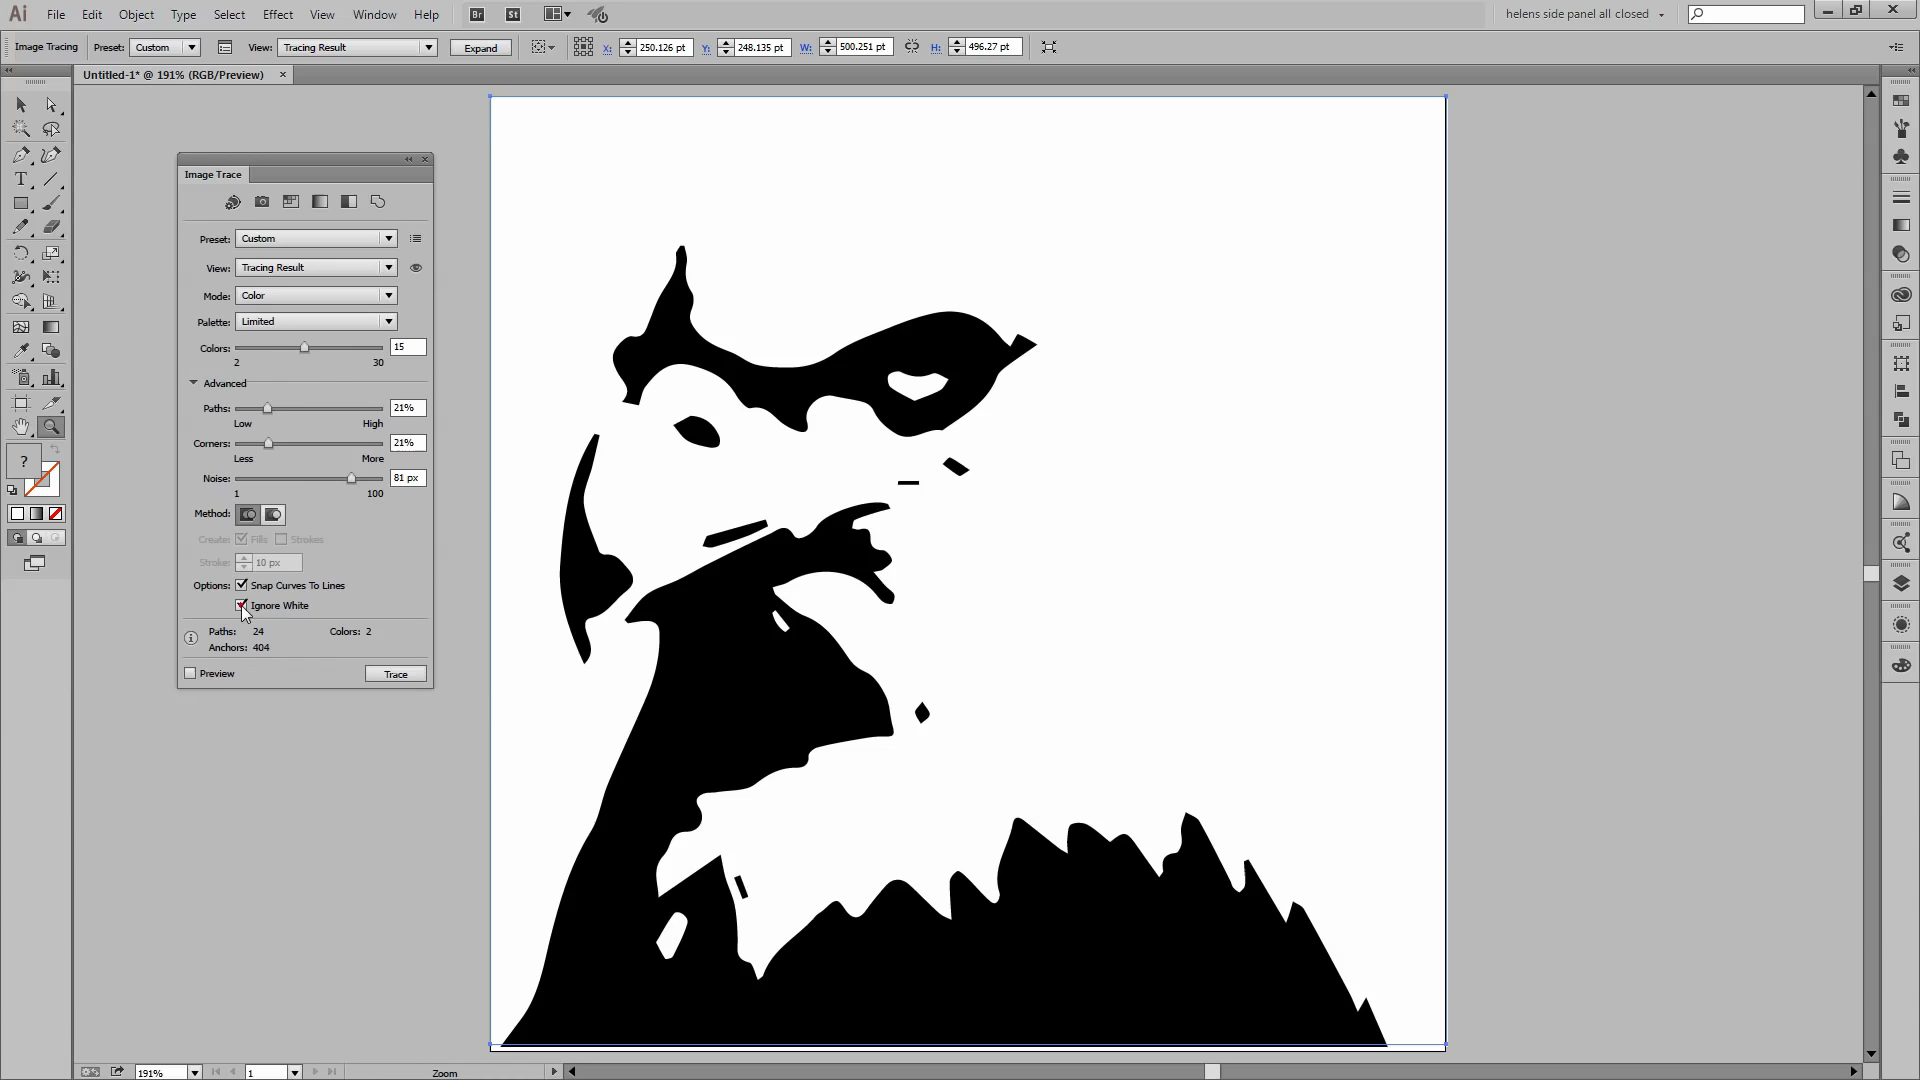 Ai File Edit Object Type Select Effect View Window Help Br St helens side panel all closed
Image Tracing Preset: Custom View: Tracing Result Expand X: 250.126 pt Y: 248.135 pt W: 500.251 pt H: 496.27 pt
Untitled-1* @ 191% (RGB/Preview)
Image Trace
Preset: Custom
View: Tracing Result
Mode: Color
Palette: Limited
Colors: 15
2 30
Advanced
Paths: 21%
Low High
Corners: 21%
Less More
Noise: 81 px
1 100
Method:
Create: Fills Strokes
Stroke: 10 px
Options: Snap Curves To Lines
Ignore White
Paths: 24 Colors: 2
Anchors: 404
Preview Trace
T
?
191% 1 Zoom